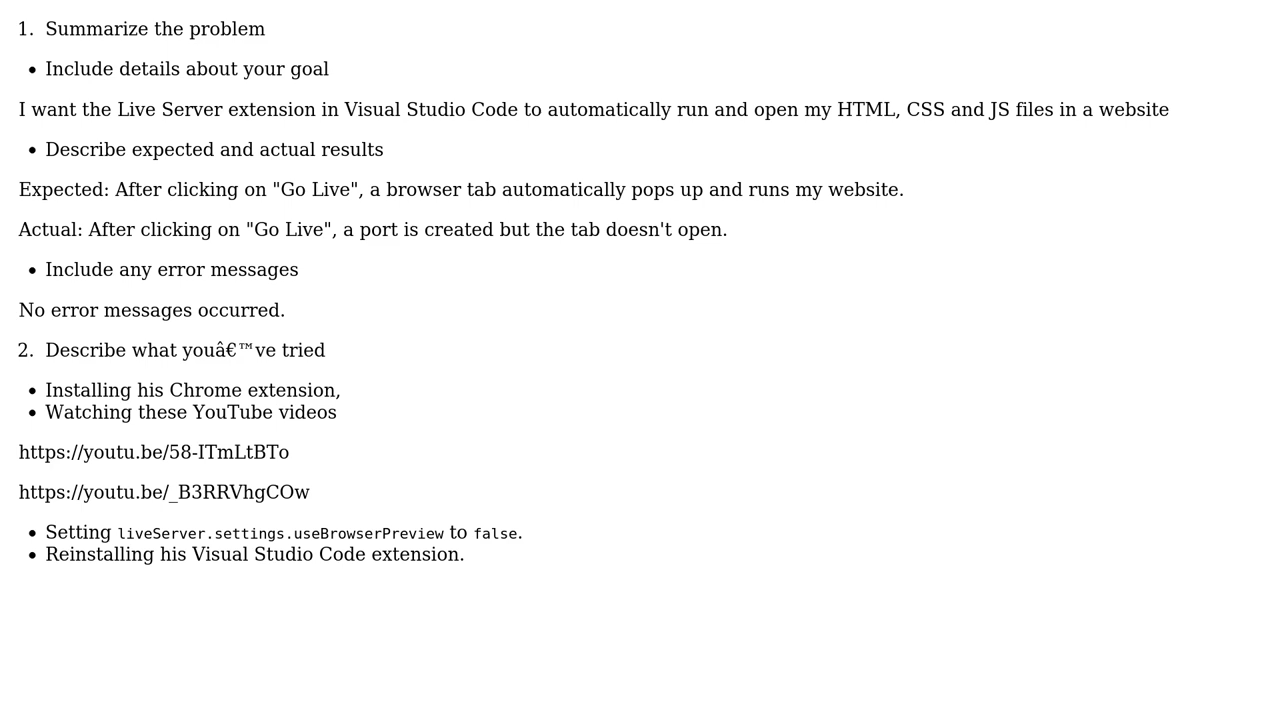 1. Summarize the problem
• Include details about your goal
I want the Live Server extension in Visual Studio Code to automatically run and open my HTML, CSS and JS files in a website
• Describe expected and actual results
Expected: After clicking on "Go Live", a browser tab automatically pops up and runs my website.
Actual: After clicking on "Go Live", a port is created but the tab doesn't open.
• Include any error messages
No error messages occurred.
2. Describe what youâ€™ve tried
• Installing his Chrome extension,
• Watching these YouTube videos
https://youtu.be/58-ITmLtBTo
https://youtu.be/_B3RRVhgCOw
• Setting liveServer.settings.useBrowserPreview to false.
• Reinstalling his Visual Studio Code extension.